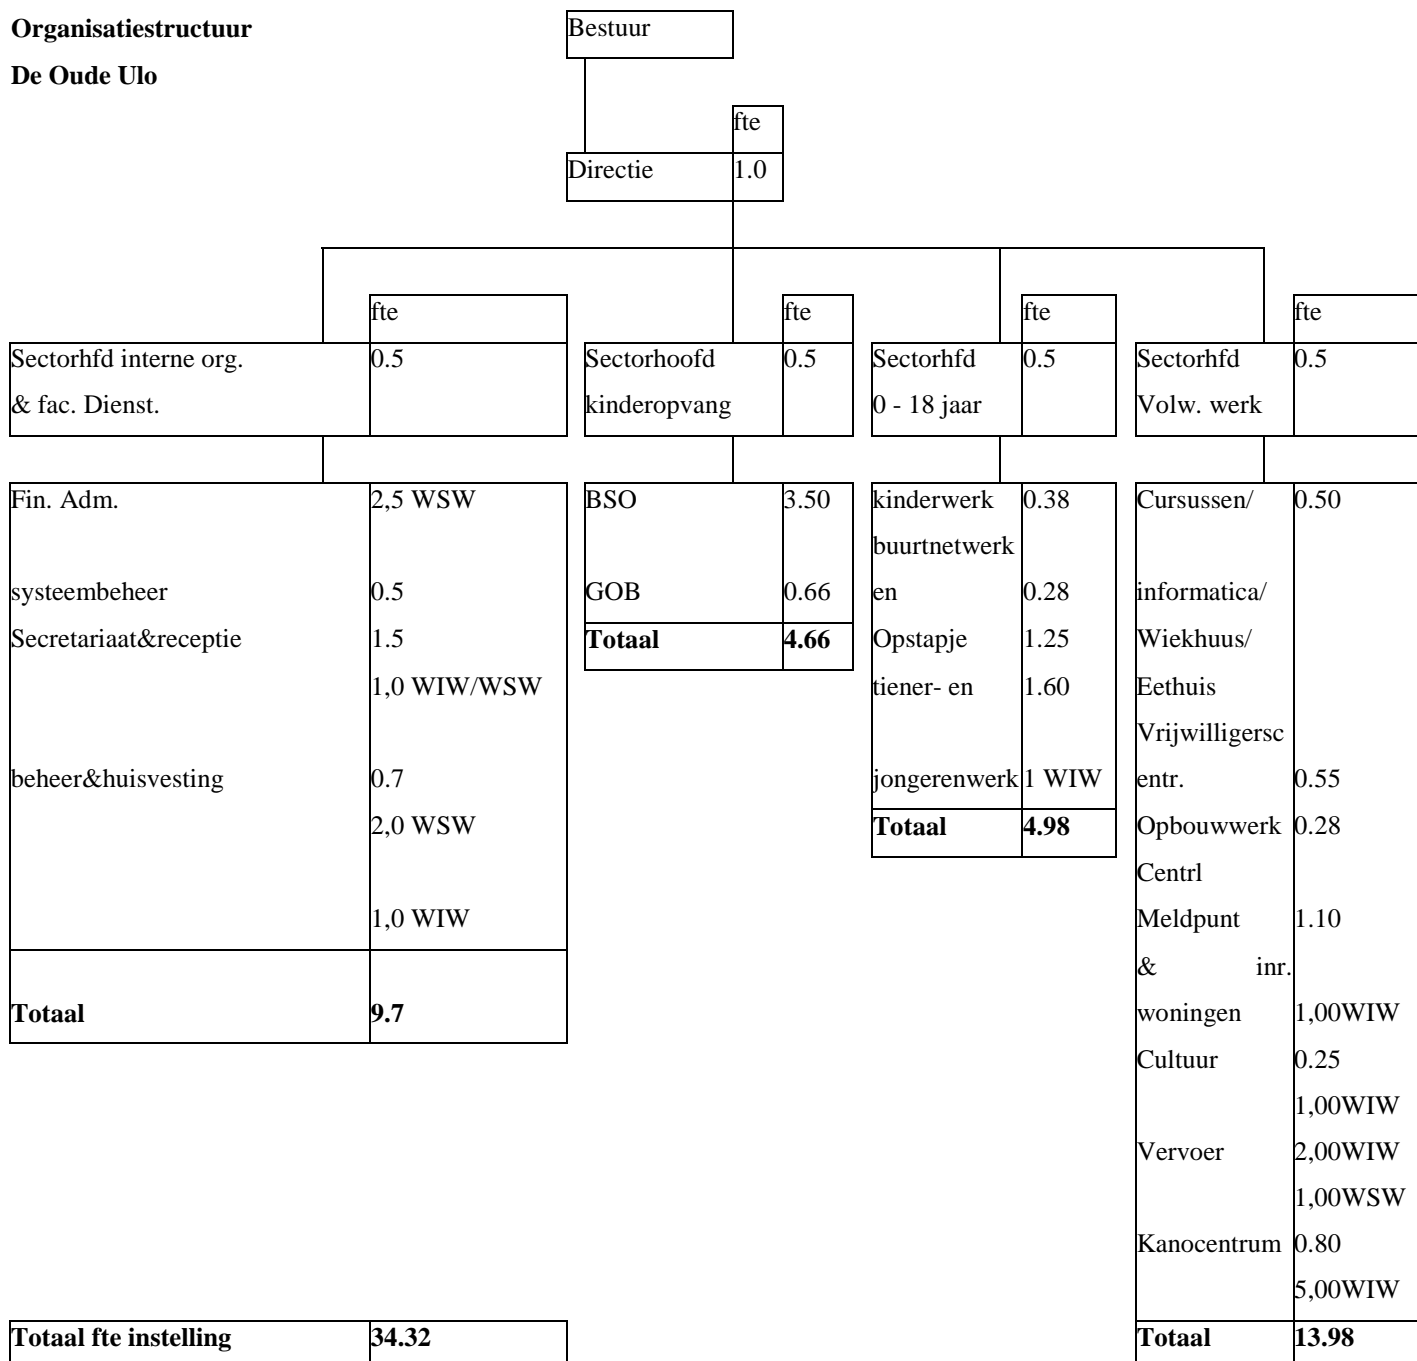 Organisatiestructuur
De Oude Ulo
Bestuur
fte
Directie 1.0
fte
Sectorhfd interne org. 0.5
& fac. Dienst.
fte
Sectorhoofd 0.5
kinderopvang
fte
Sectorhfd 0.5
0 - 18 jaar
fte
Sectorhfd 0.5
Volw. werk
Fin. Adm. 2,5 WSW
systeembeheer 0.5
Secretariaat&receptie 1.5
1,0 WIW/WSW
beheer&huisvesting 0.7
2,0 WSW
1,0 WIW
Totaal 9.7
BSO 3.50
GOB 0.66
Totaal 4.66
kinderwerk 0.38
buurtnetwerk
en 0.28
Opstapje 1.25
tiener- en 1.60
jongerenwerk 1 WIW
Totaal 4.98
Cursussen/ 0.50
informatica/
Wiekhuus/
Eethuis
Vrijwilligersc
entr. 0.55
Opbouwwerk 0.28
Centrl
Meldpunt 1.10
& inr.
woningen 1,00WIW
Cultuur 0.25
1,00WIW
Vervoer 2,00WIW
1,00WSW
Kanocentrum 0.80
5,00WIW
Totaal 13.98
Totaal fte instelling 34.32